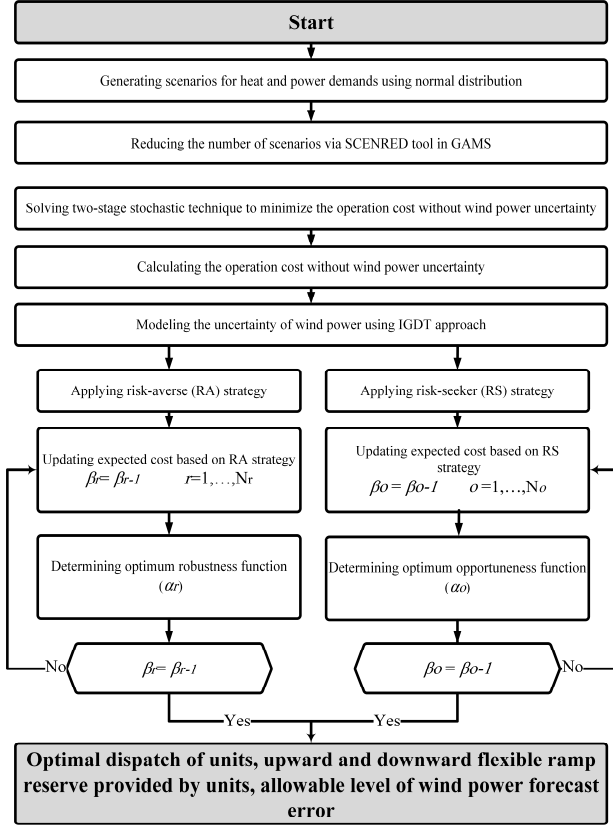 Start
Generating scenarios for heat and power demands using normal distribution
Reducing the number of scenarios via SCENRED tool in GAMS
Solving two-stage stochastic technique to minimize the operation cost without wind power uncertainty
Calculating the operation cost without wind power uncertainty
Modeling the uncertainty of wind power using IGDT approach
Applying risk-averse (RA) strategy
Applying risk-seeker (RS) strategy
Updating expected cost based on RA strategy
βr= βr-1 r=1,…,Nr
Updating expected cost based on RS
strategy
βo = βo-1 o =1,…,No
Determining optimum robustness function
(αr)
Determining optimum opportuneness function
(αo)
No
βr= βr-1
βo = βo-1
No
Yes
Yes
Optimal dispatch of units, upward and downward flexible ramp
reserve provided by units, allowable level of wind power forecast
error